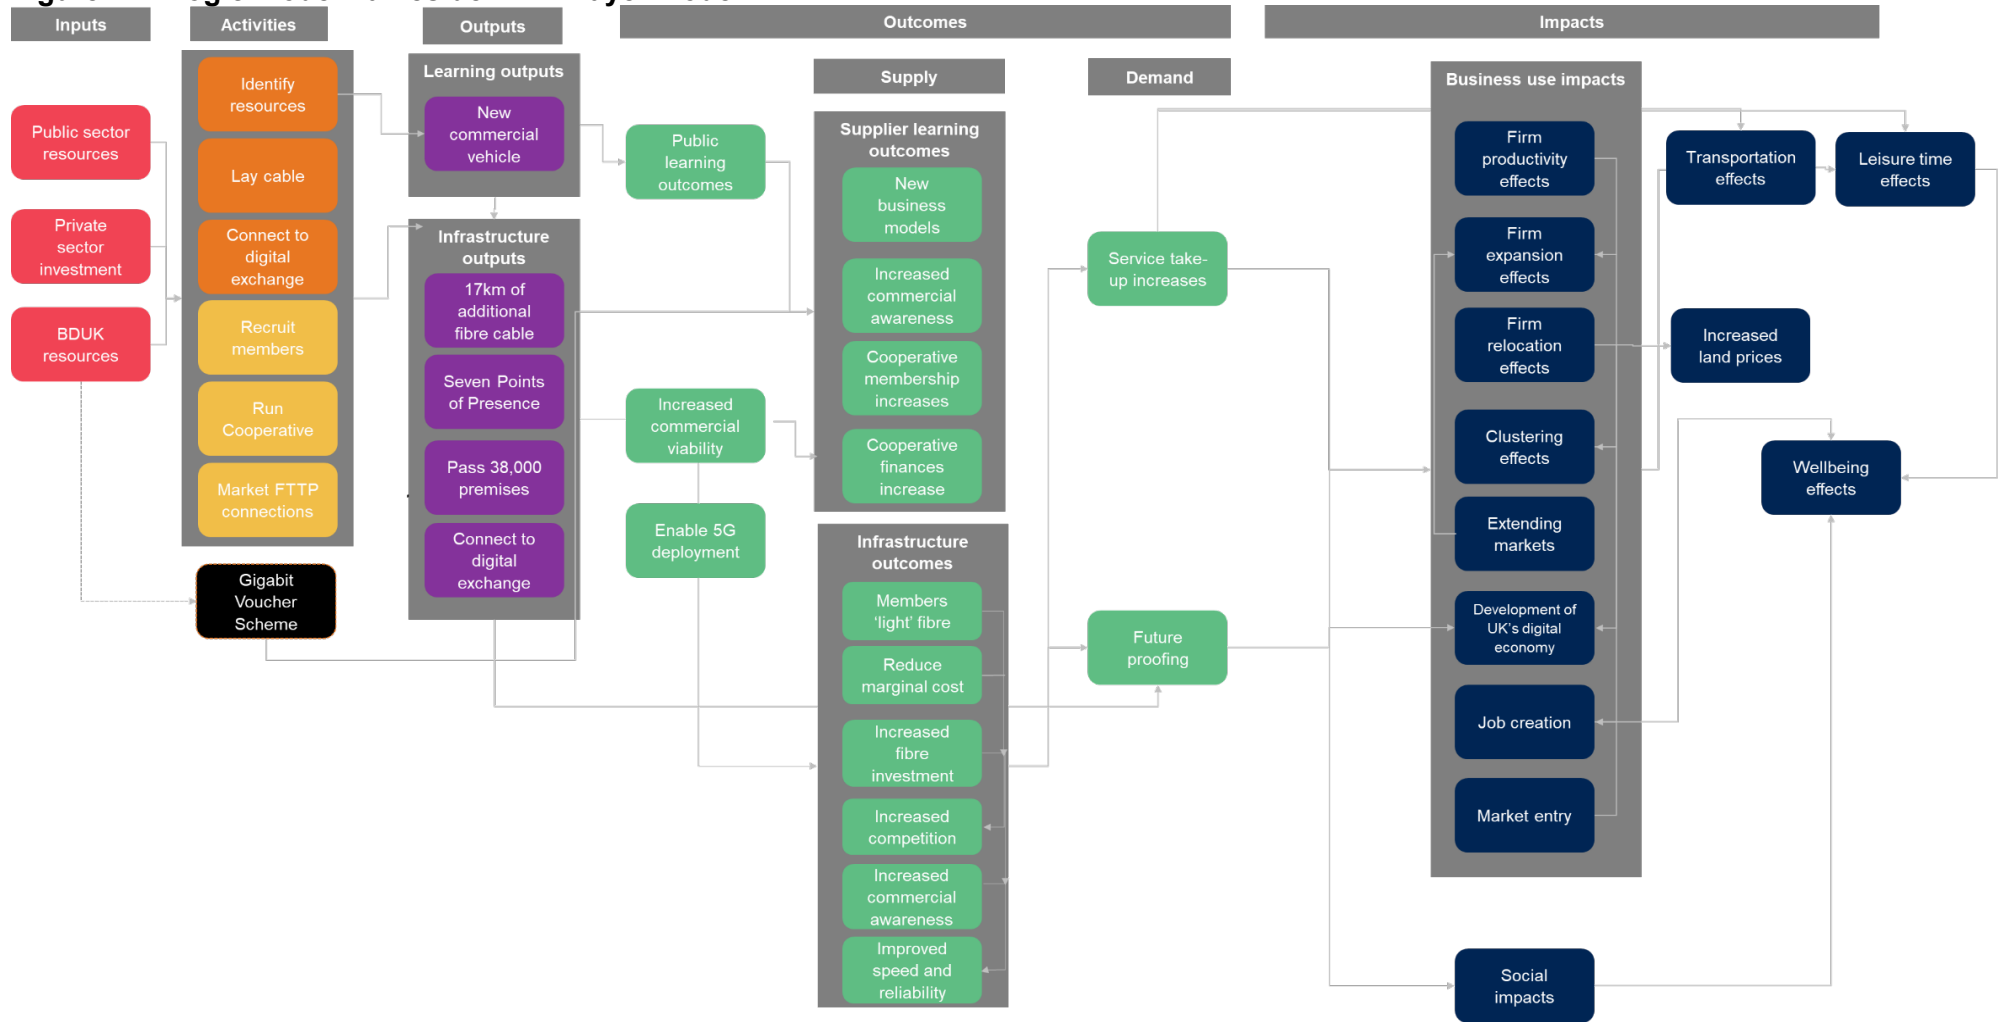 Inputs
Activities
Outputs
Outcomes
Impacts
Supply
Demand
Public sector
resources
Private
sector
investment
BDUK
resources
Identify
resources
Lay cable
Connect to
digital
exchange
Recruit
members
Run
Cooperative
Market FTTP
connections
Gigabit
Voucher
Scheme
Learning outputs
New
commercial
vehicle
Infrastructure
outputs
17km of
additional
fibre cable
Seven Points
of Presence
Pass 38,000
premises
Connect to
digital
exchange
Public
learning
outcomes
Increased
commercial
viability
Enable 5G
deployment
Supplier learning
outcomes
New
business
models
Increased
commercial
awareness
Cooperative
membership
increases
Cooperative
finances
increase
Infrastructure
outcomes
Members
‘light’ fibre
Reduce
marginal cost
Increased
fibre
investment
Increased
competition
Increased
commercial
awareness
Improved
speed and
reliability
Service take-
up increases
Future
proofing
Business use impacts
Firm
productivity
effects
Firm
expansion
effects
Firm
relocation
effects
Clustering
effects
Extending
markets
Development of
UK’s digital
economy
Job creation
Market entry
Social
impacts
Transportation
effects
Leisure time
effects
Increased
land prices
Wellbeing
effects